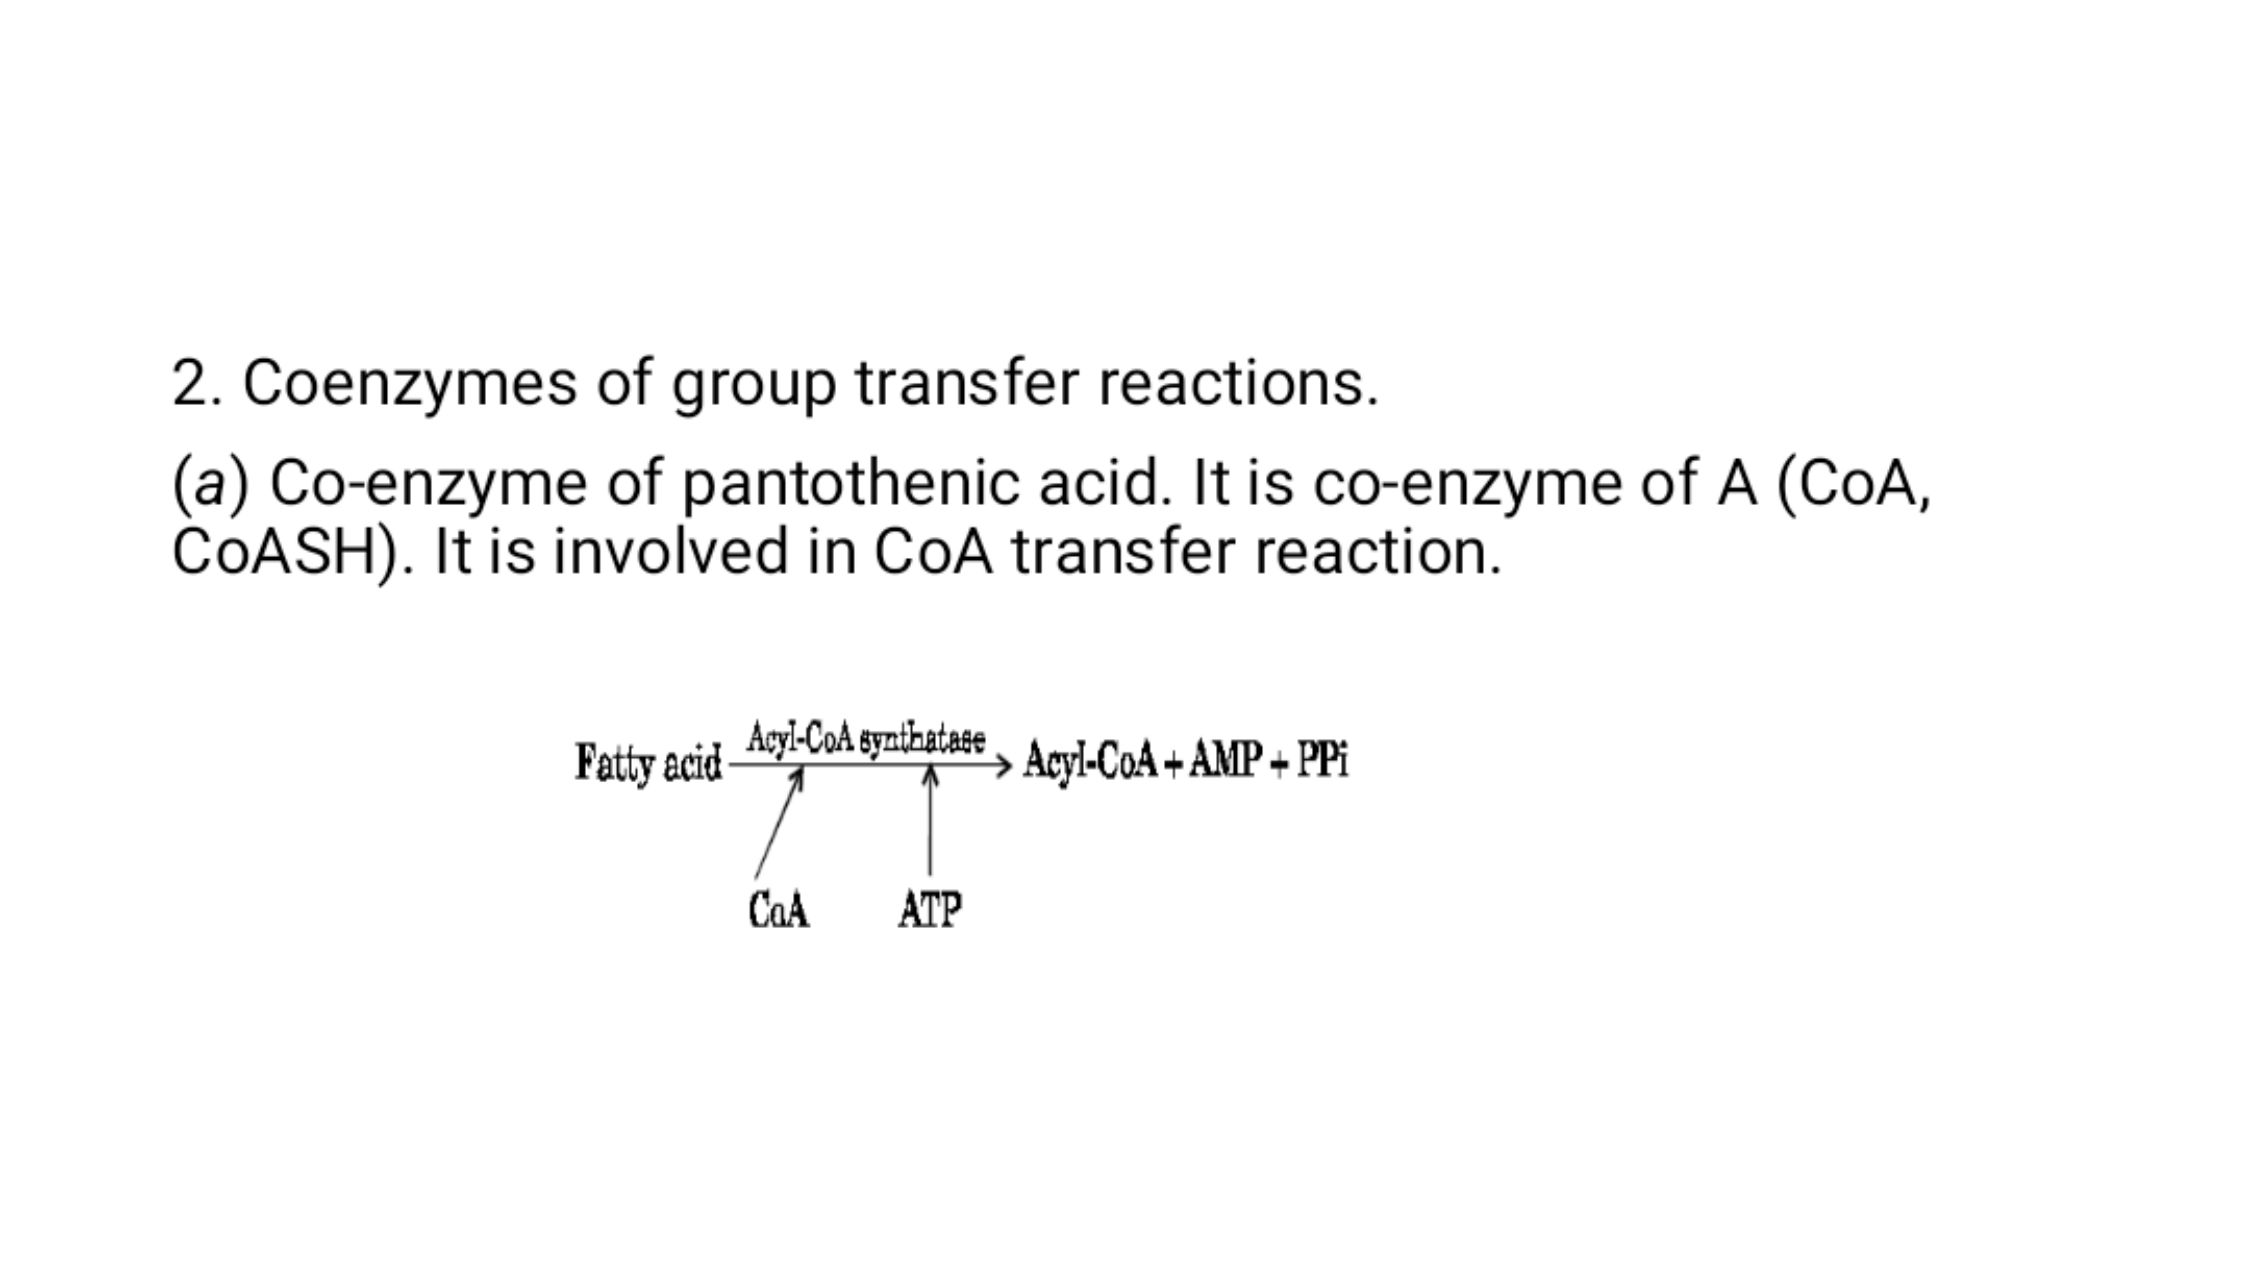 2. Coenzymes of group transfer reactions.
(a) Co-enzyme of pantothenic acid. It is co-enzyme of A (CoA,
CoASH). It is involved in CoA transfer reaction.
Acyl-CoA synthatase
Fatty acid Acyl-CoA + AMP + PPi
CoA ATP